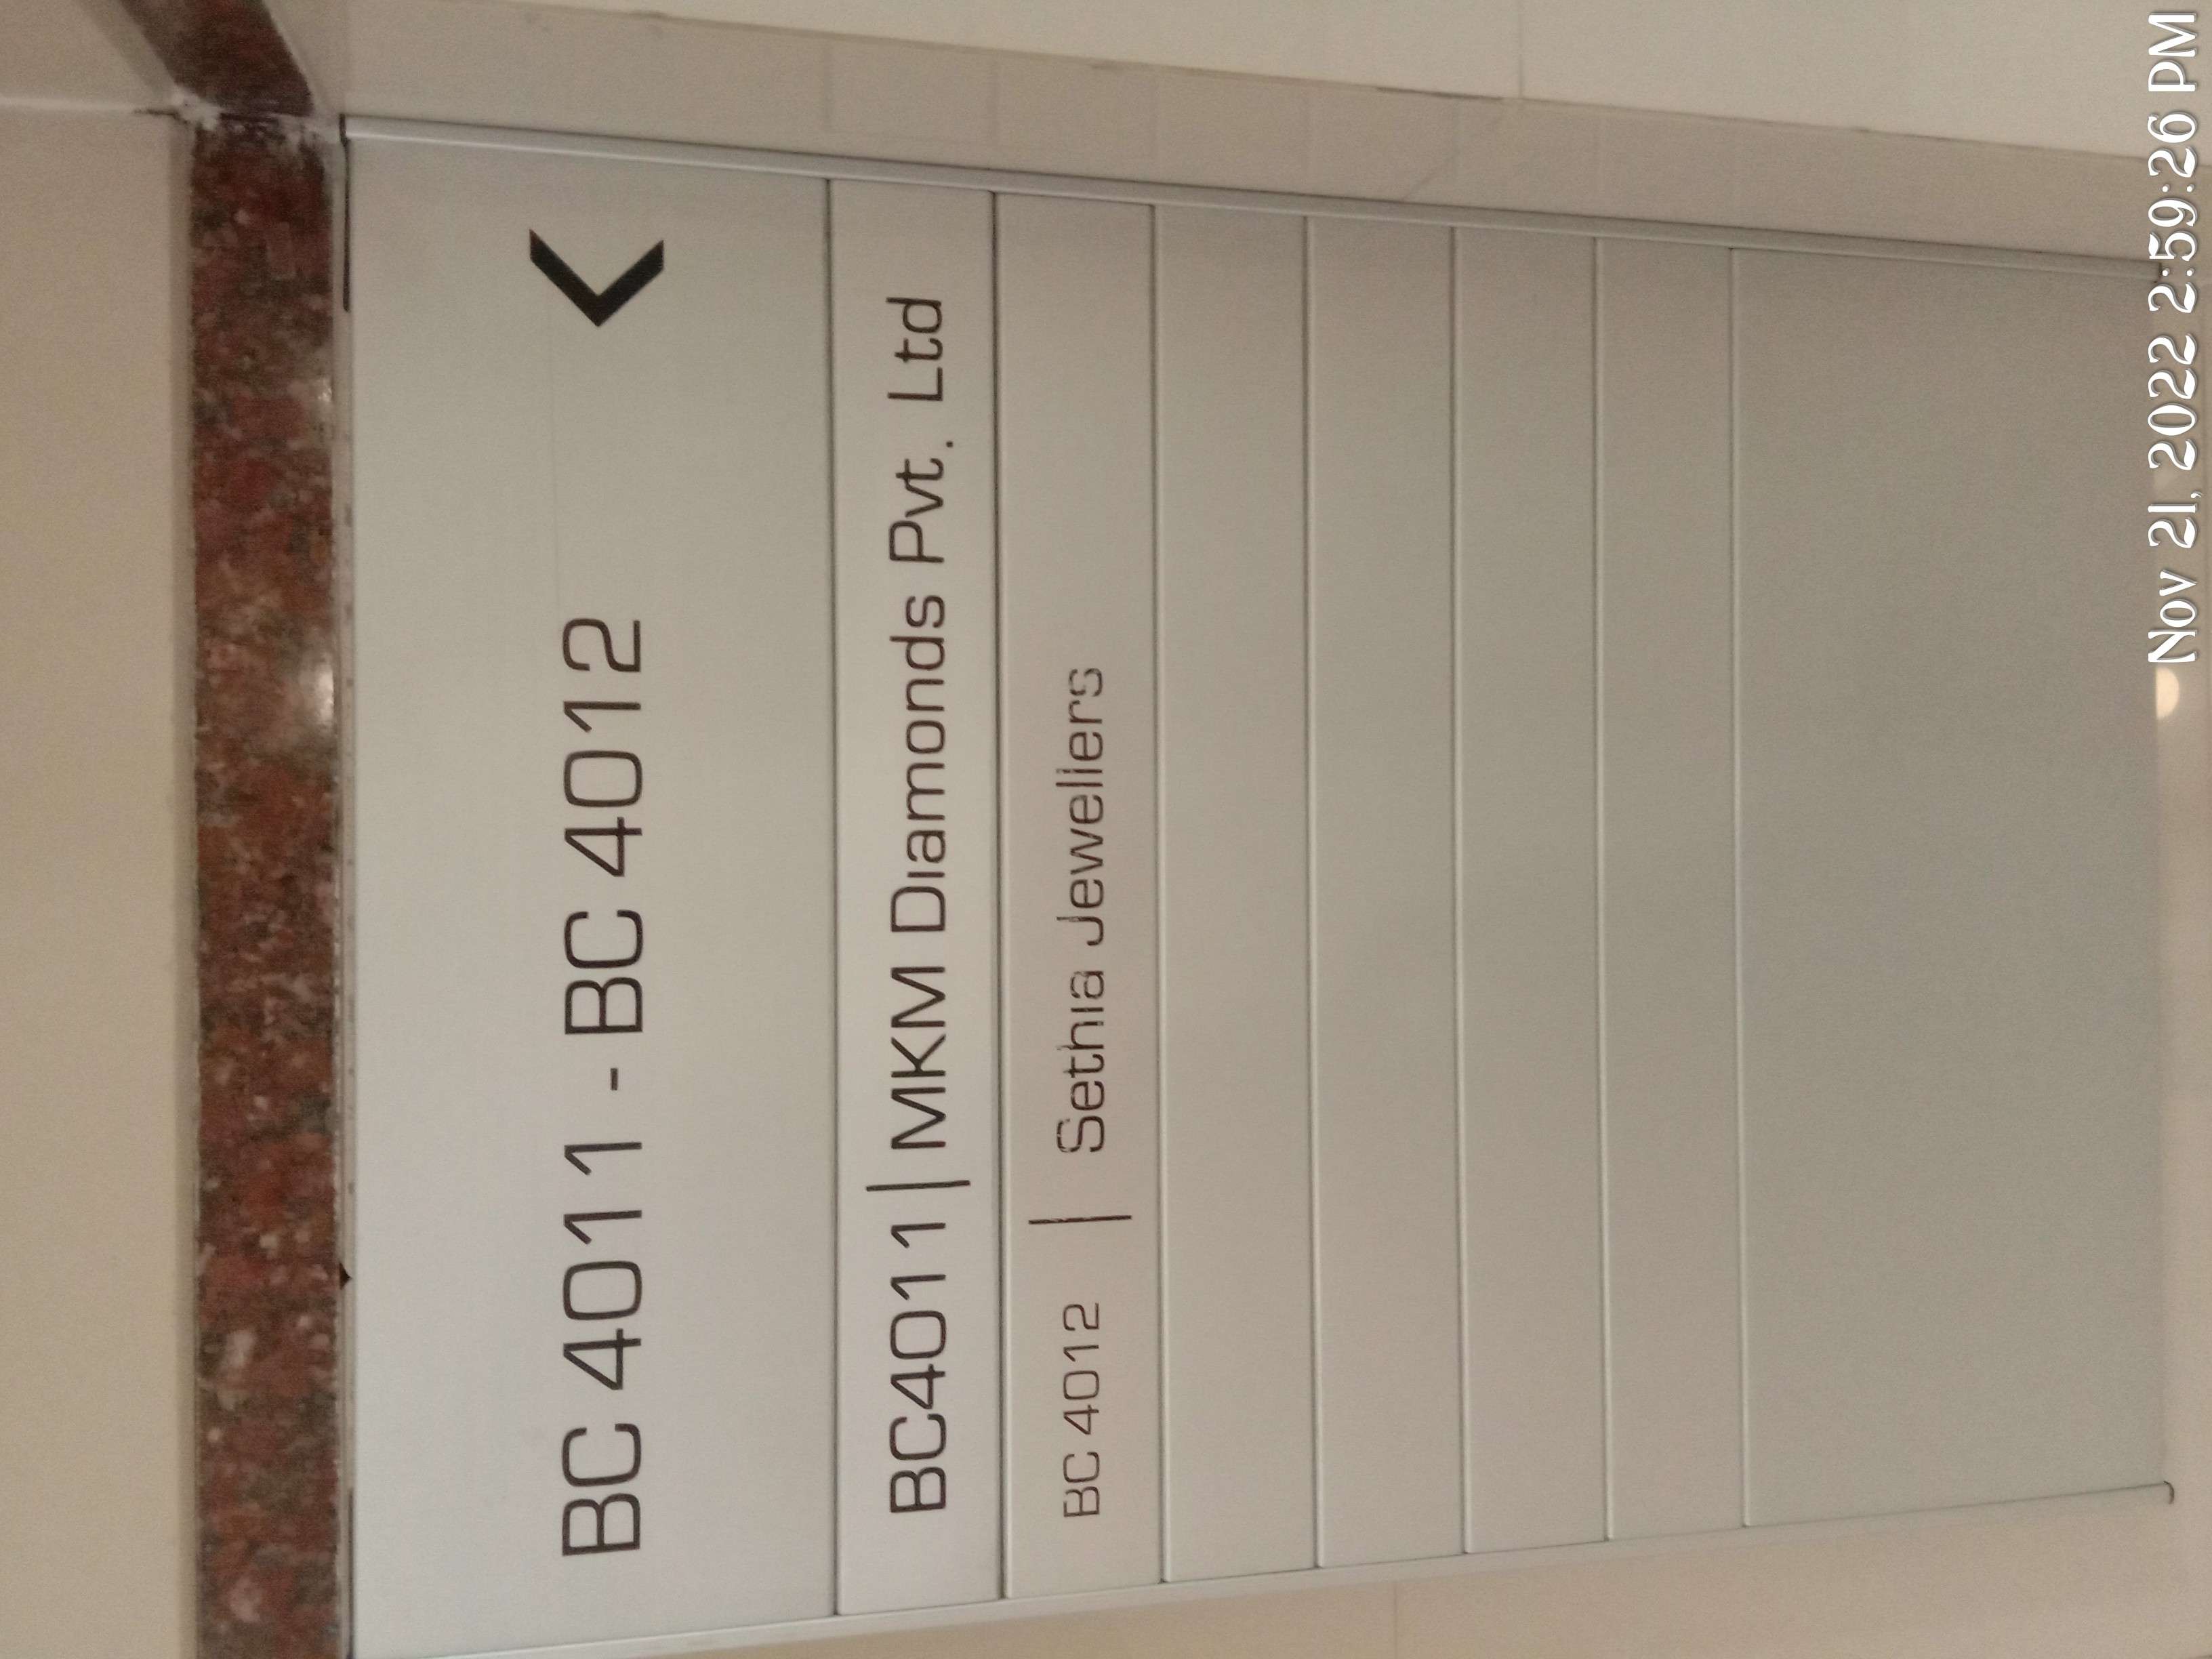 BC 4011 - BC 4012 <
BC4011 | MKM Diamonds Pvt. Ltd
BC 4012 | Sethia Jewellers
Nov 21, 2022 2:59:26 PM